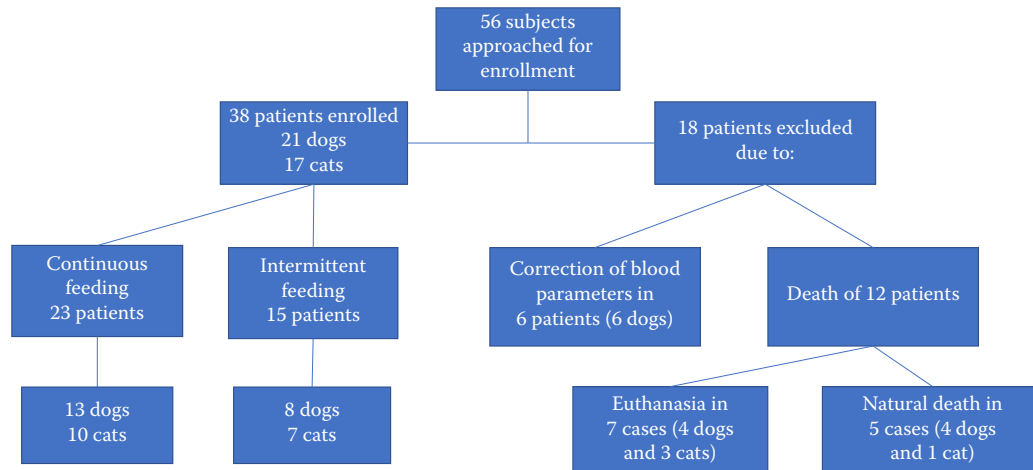 56 subjects
approached for
enrollment
38 patients enrolled
21 dogs
17 cats
18 patients excluded
due to:
Continuous
feeding
23 patients
Intermittent
feeding
15 patients
Correction of blood
parameters in
6 patients (6 dogs)
Death of 12 patients
13 dogs
10 cats
8 dogs
7 cats
Euthanasia in
7 cases (4 dogs
and 3 cats)
Natural death in
5 cases (4 dogs
and 1 cat)